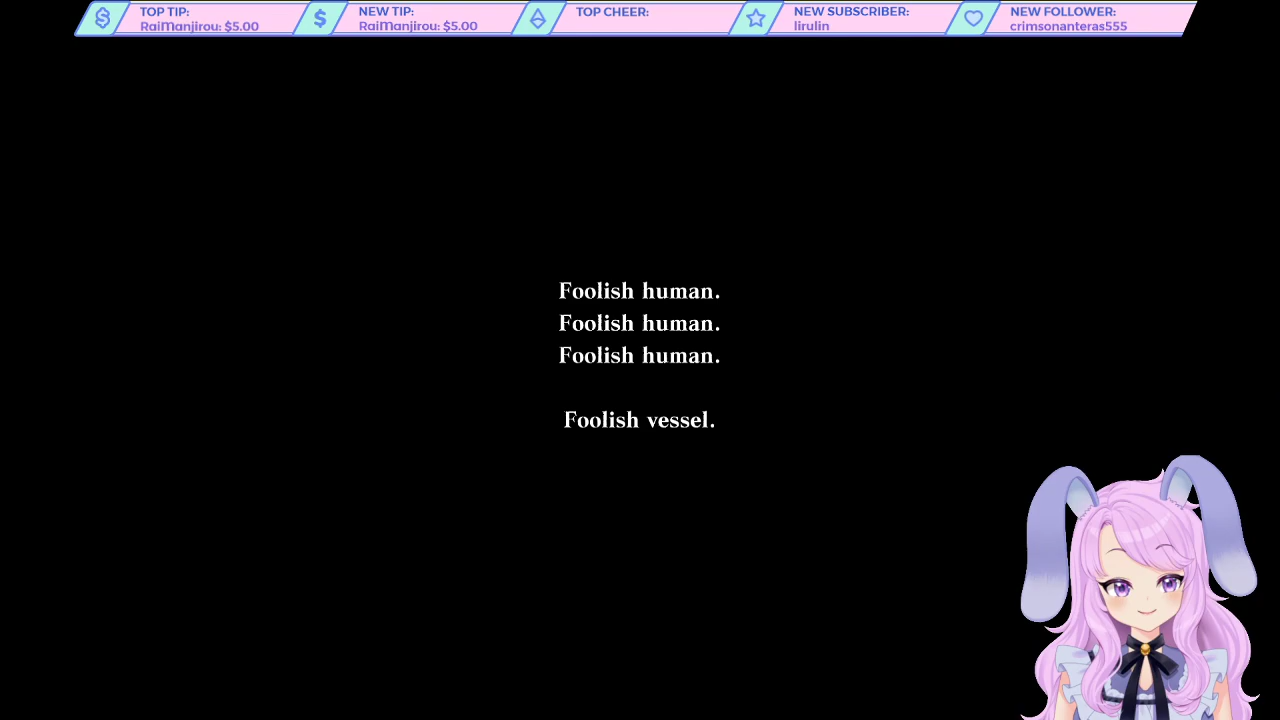 TOP TIP:
RaiManjirou: $5.00
NEW TIP:
RaiManjirou: $5.00
TOP CHEER:
NEW SUBSCRIBER:
lirulin
NEW FOLLOWER:
crimsonanteras555
Foolish human.
Foolish human.
Foolish human.
Foolish vessel.